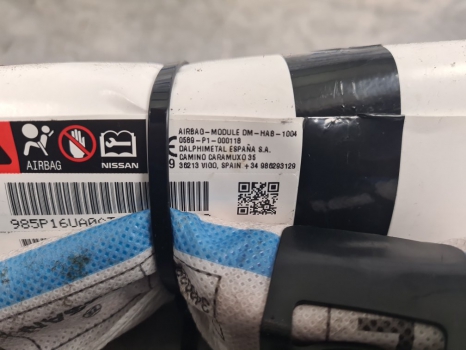 AIRBAG-MODULE DM-HAB-1004
0589-P1-000118
DALPHIMETAL ESPAÑA S.A.
CAMINO CARAMUXO 35
36213 VIGO, SPAIN +34 986293129
AIRBAG
NISSAN